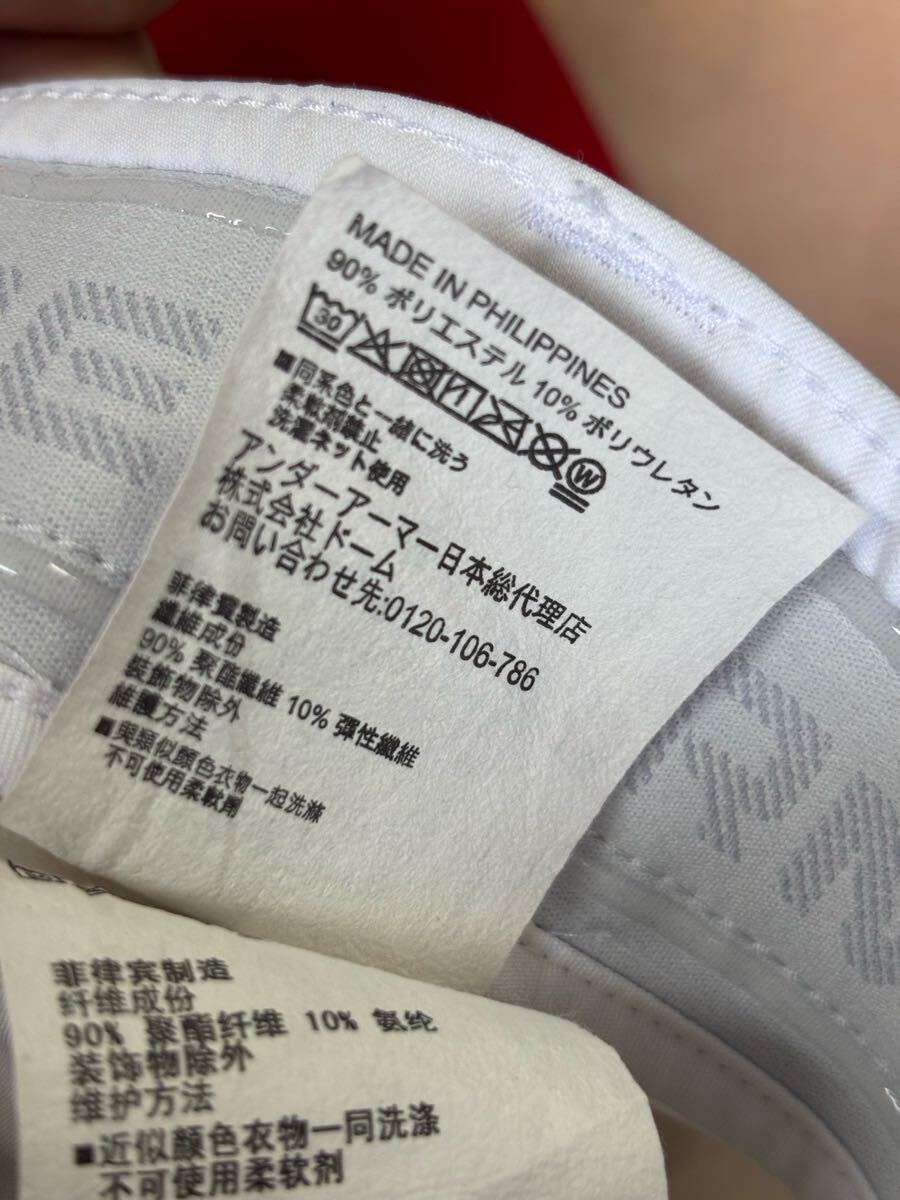 MADE IN PHILIPPINES
90% ポリエステル 10% ポリウレタン
30
W
■同系色と一緒に洗う
柔軟剤禁止
洗濯ネット使用
アンダーアーマー日本総代理店
株式会社ドーム
お問い合わせ先:0120-106-786
菲律賓製造
纖維成份
90% 聚酯纖維 10% 彈性纖維
裝飾物除外
維護方法
■與類似顏色衣物一起洗滌
不可使用柔軟劑
菲律宾制造
纤维成份
90% 聚酯纤维 10% 氨纶
装饰物除外
维护方法
■近似颜色衣物一同洗涤
不可使用柔软剂